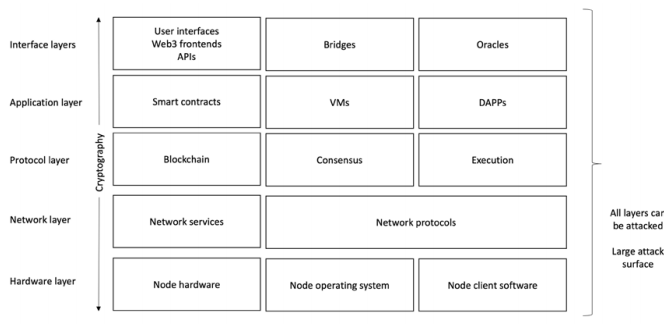 Interface layers
User interfaces
Web3 frontends
APIs
Bridges
Oracles
Application layer
Smart contracts
VMs
DAPPs
Cryptography
Protocol layer
Blockchain
Consensus
Execution
Network layer
Network services
Network protocols
All layers can
be attacked
Large attack
surface
Hardware layer
Node hardware
Node operating system
Node client software